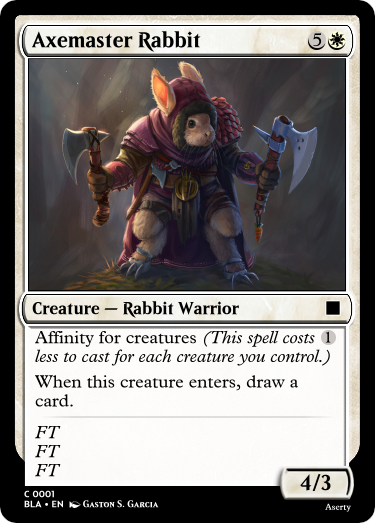 Axemaster Rabbit 5
Creature — Rabbit Warrior
Affinity for creatures (This spell costs 1
less to cast for each creature you control.)
When this creature enters, draw a
card.
FT
FT
FT
4/3
C 0001
BLA • EN Gaston S. Garcia
Aserty